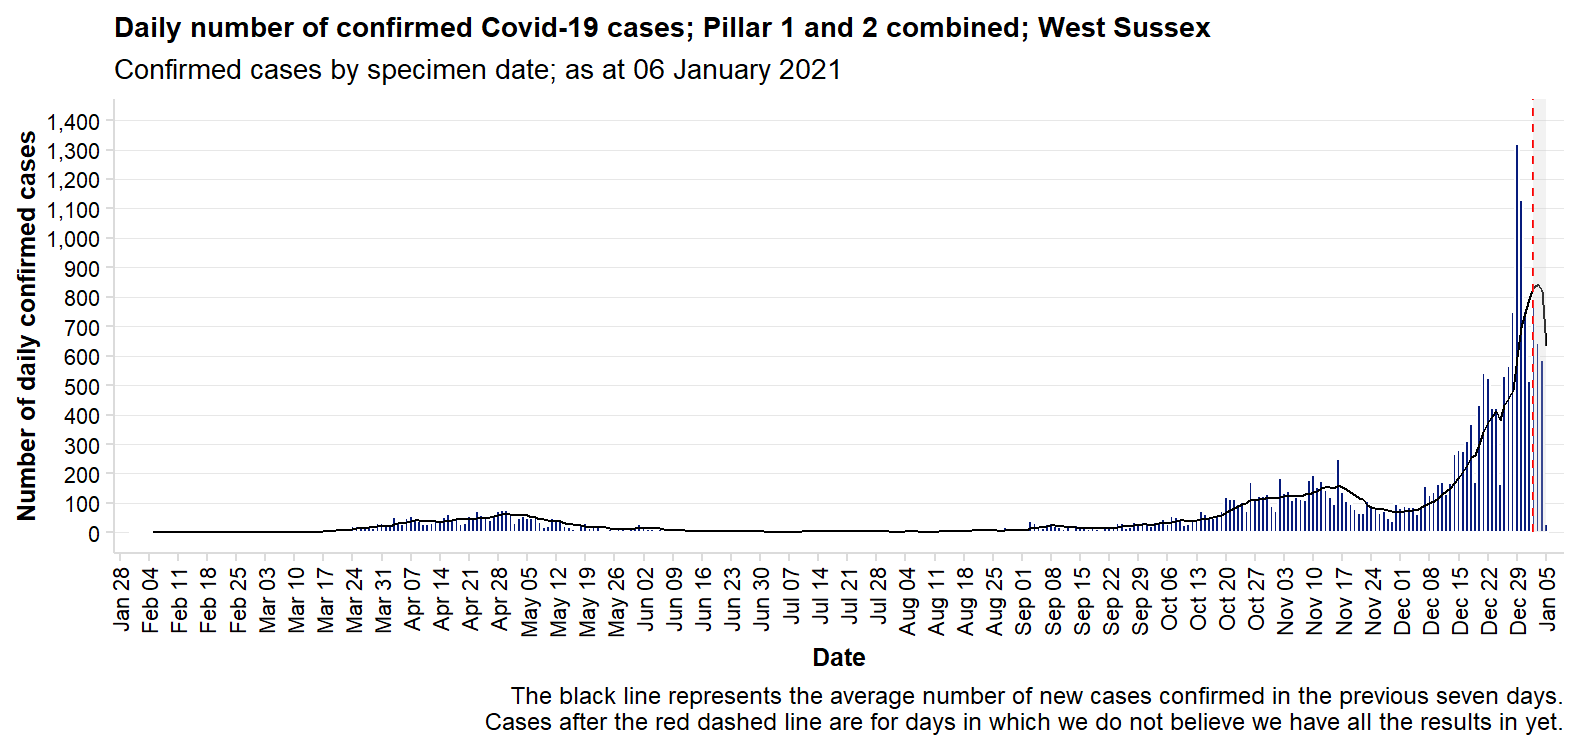 Daily number of confirmed Covid-19 cases; Pillar 1 and 2 combined; West Sussex
Confirmed cases by specimen date; as at 06 January 2021
Number of daily confirmed cases
1,400
1,300
1,200
1,100
1,000
900
800
700
600
500
400
300
200
100
0
Jan 28
Feb 04
Feb 11
Feb 18
Feb 25
Mar 03
Mar 10
Mar 17
Mar 24
Mar 31
Apr 07
Apr 14
Apr 21
Apr 28
May 05
May 12
May 19
May 26
Jun 02
Jun 09
Jun 16
Jun 23
Jun 30
Jul 07
Jul 14
Jul 21
Jul 28
Aug 04
Aug 11
Aug 18
Aug 25
Sep 01
Sep 08
Sep 15
Sep 22
Sep 29
Oct 06
Oct 13
Oct 20
Oct 27
Nov 03
Nov 10
Nov 17
Nov 24
Dec 01
Dec 08
Dec 15
Dec 22
Dec 29
Jan 05
Date
The black line represents the average number of new cases confirmed in the previous seven days.
Cases after the red dashed line are for days in which we do not believe we have all the results in yet.